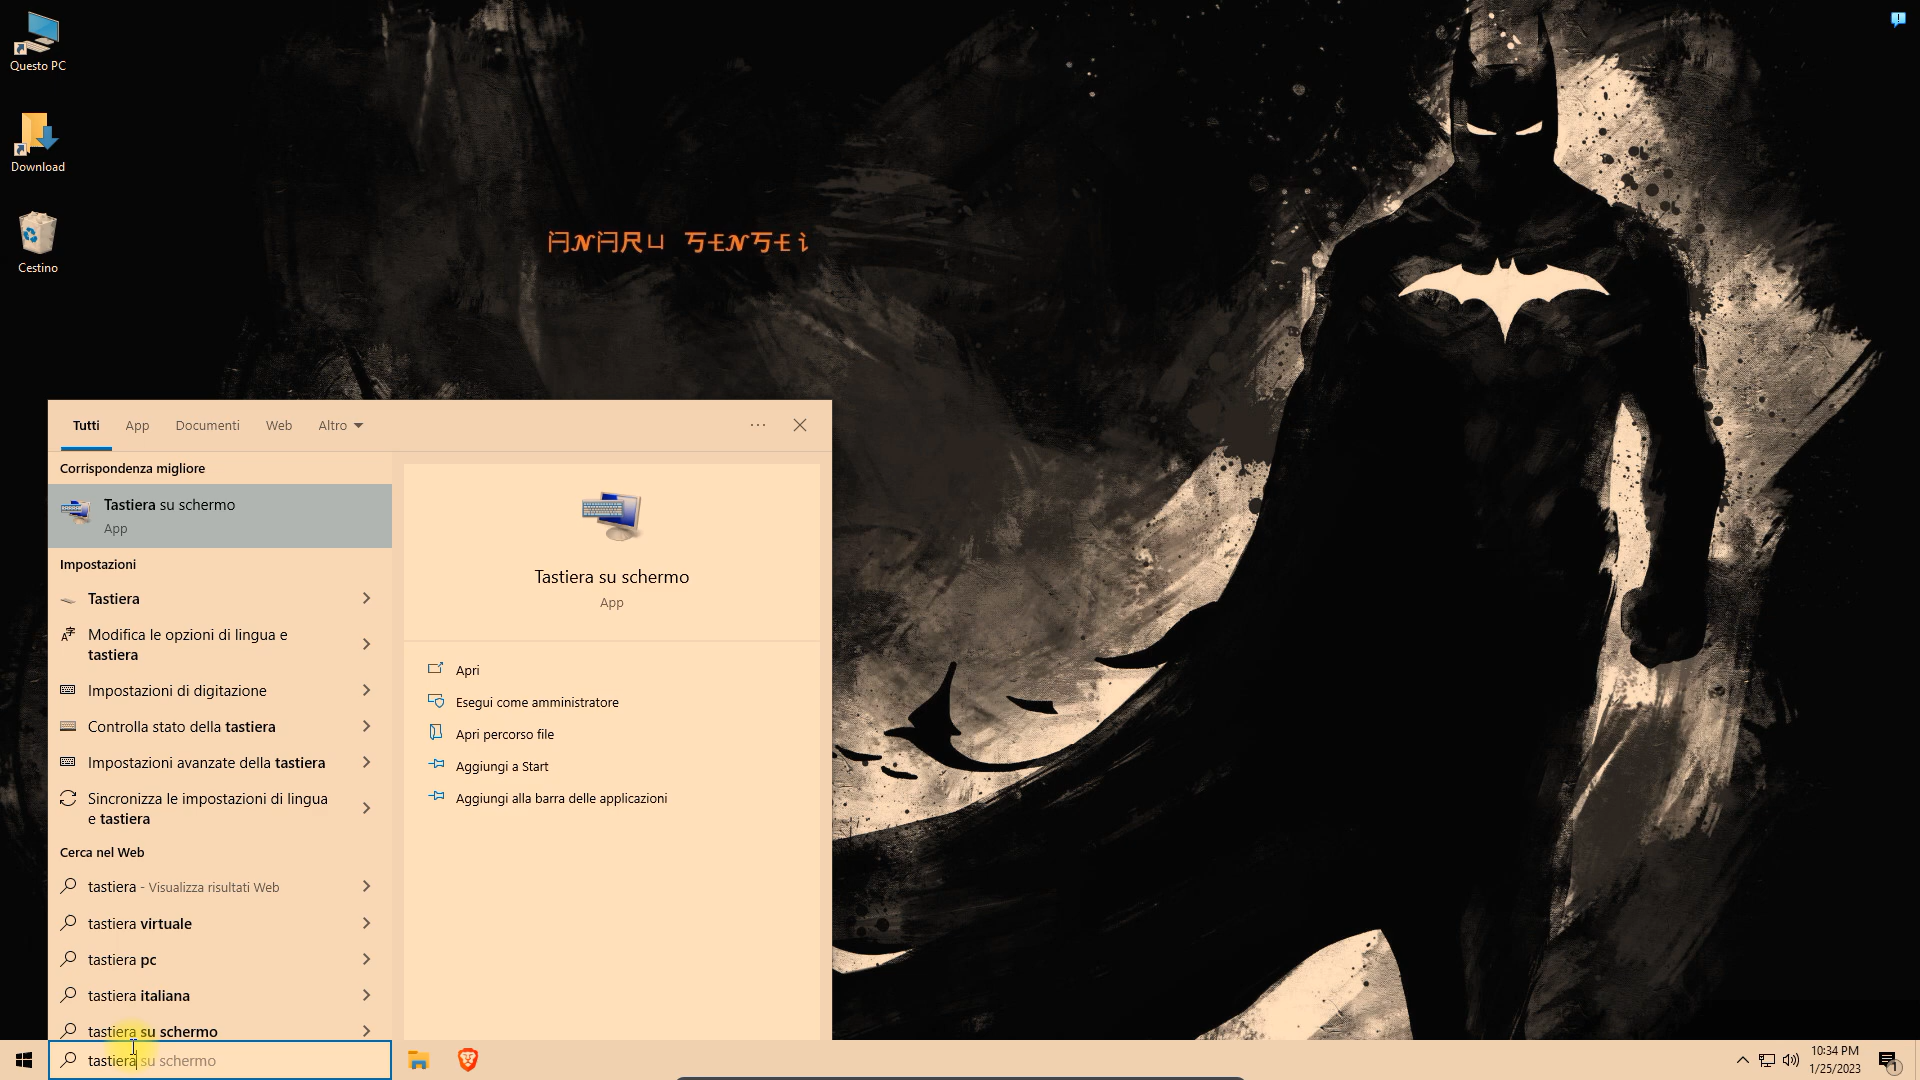 Questo PC
Download
Cestino
Tutti App Documenti Web Altro
Corrispondenza migliore
Tastiera su schermo
App
Impostazioni
Tastiera
Modifica le opzioni di lingua e
tastiera
Impostazioni di digitazione
Controlla stato della tastiera
Impostazioni avanzate della tastiera
Sincronizza le impostazioni di lingua
e tastiera
Cerca nel Web
tastiera - Visualizza risultati Web
tastiera virtuale
tastiera pc
tastiera italiana
tastiera su schermo
tastiera su schermo
Tastiera su schermo
App
Apri
Esegui come amministratore
Apri percorso file
Aggiungi a Start
Aggiungi alla barra delle applicazioni
10:34 PM
1/25/2023
1